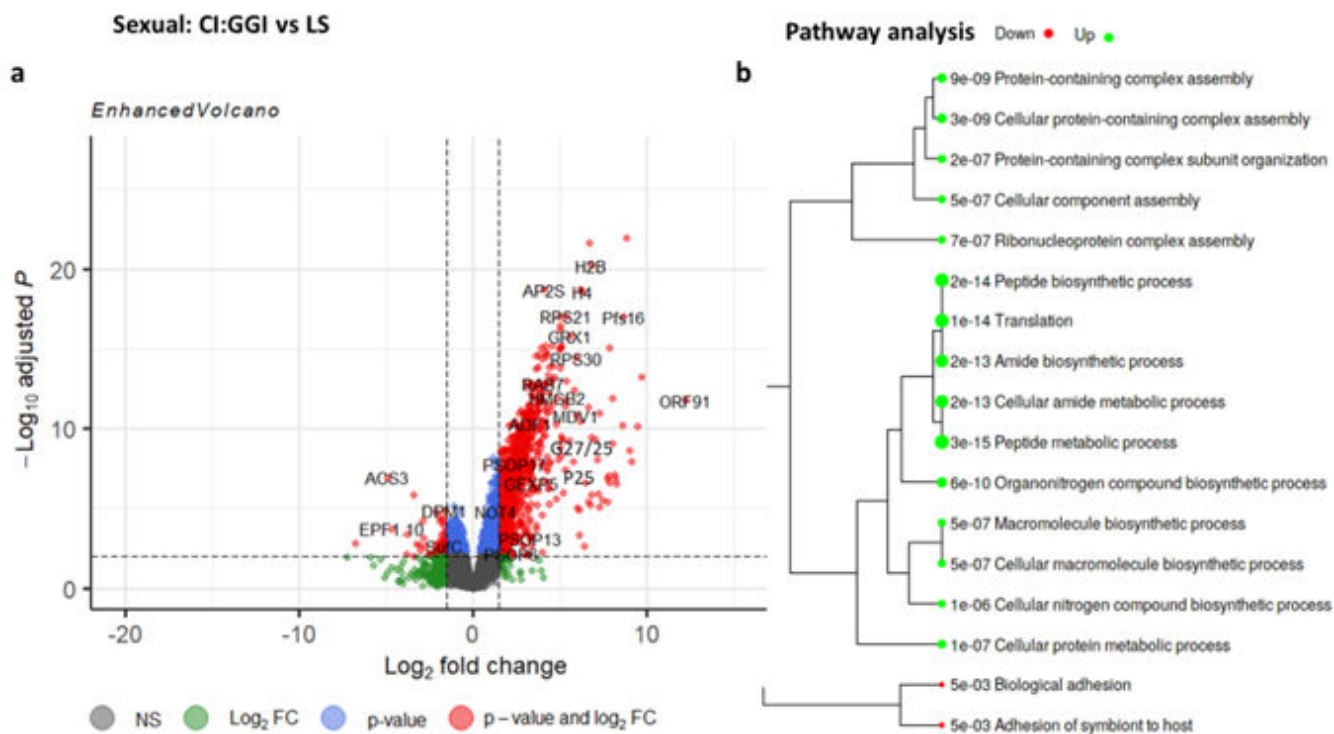 Sexual: CI:GGI vs LS
Pathway analysis Down Up
a
b
EnhancedVolcano
− Log10 adjusted P
20
10
0
H2B
AP2S H4
RPS21 Pfs16
GRX1
RPS30
RAB7
HMGB2 ORF91
MDV1
ADF1
G27/25
PSOP17
GEXP5 P25
ACS3
DPM1 NOT4
EPF1.10
PSOP13
-20 -10 0 10
Log2 fold change
NS Log2 FC p-value p − value and log2 FC
9e-09 Protein-containing complex assembly
3e-09 Cellular protein-containing complex assembly
2e-07 Protein-containing complex subunit organization
5e-07 Cellular component assembly
7e-07 Ribonucleoprotein complex assembly
2e-14 Peptide biosynthetic process
1e-14 Translation
2e-13 Amide biosynthetic process
2e-13 Cellular amide metabolic process
3e-15 Peptide metabolic process
6e-10 Organonitrogen compound biosynthetic process
5e-07 Macromolecule biosynthetic process
5e-07 Cellular macromolecule biosynthetic process
1e-06 Cellular nitrogen compound biosynthetic process
1e-07 Cellular protein metabolic process
5e-03 Biological adhesion
5e-03 Adhesion of symbiont to host